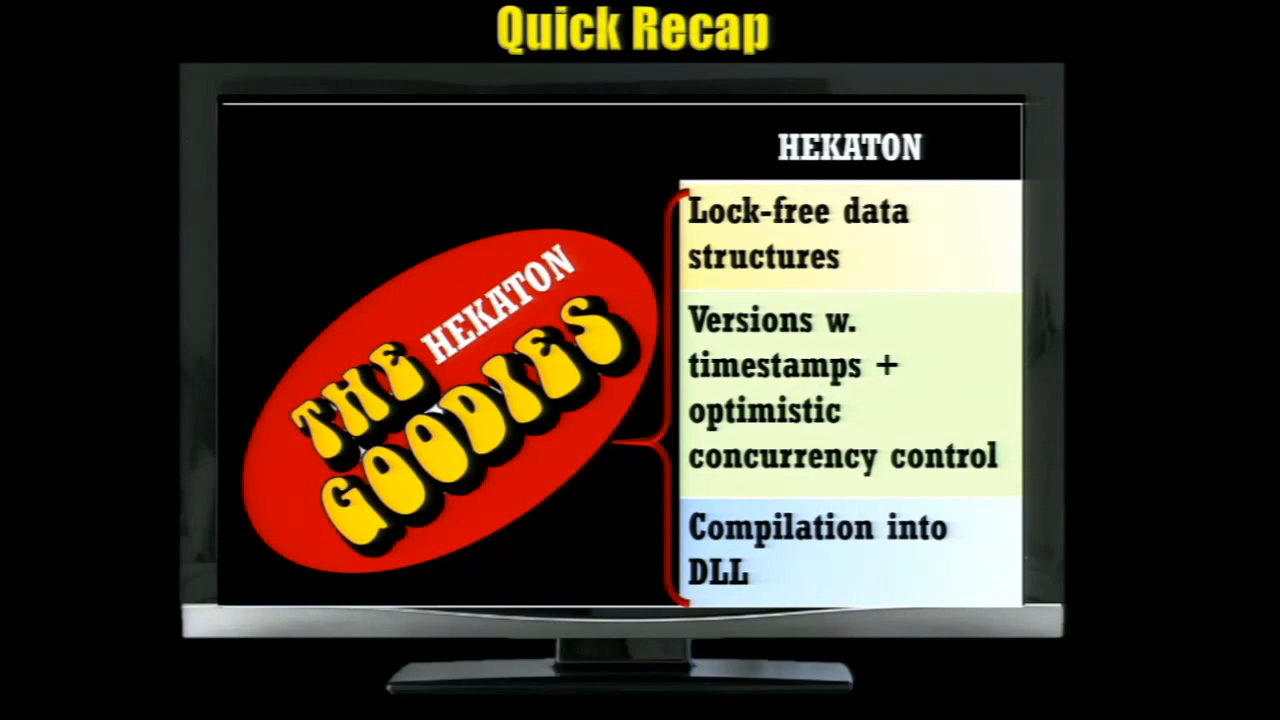 Quick Recap
THE HEKATON
GOODIES
HEKATON
Lock-free data
structures
Versions w.
timestamps +
optimistic
concurrency control
Compilation into
DLL